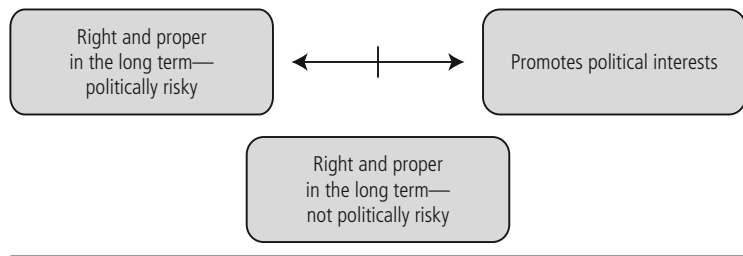 Right and proper
in the long term—
politically risky
Promotes political interests
Right and proper
in the long term—
not politically risky